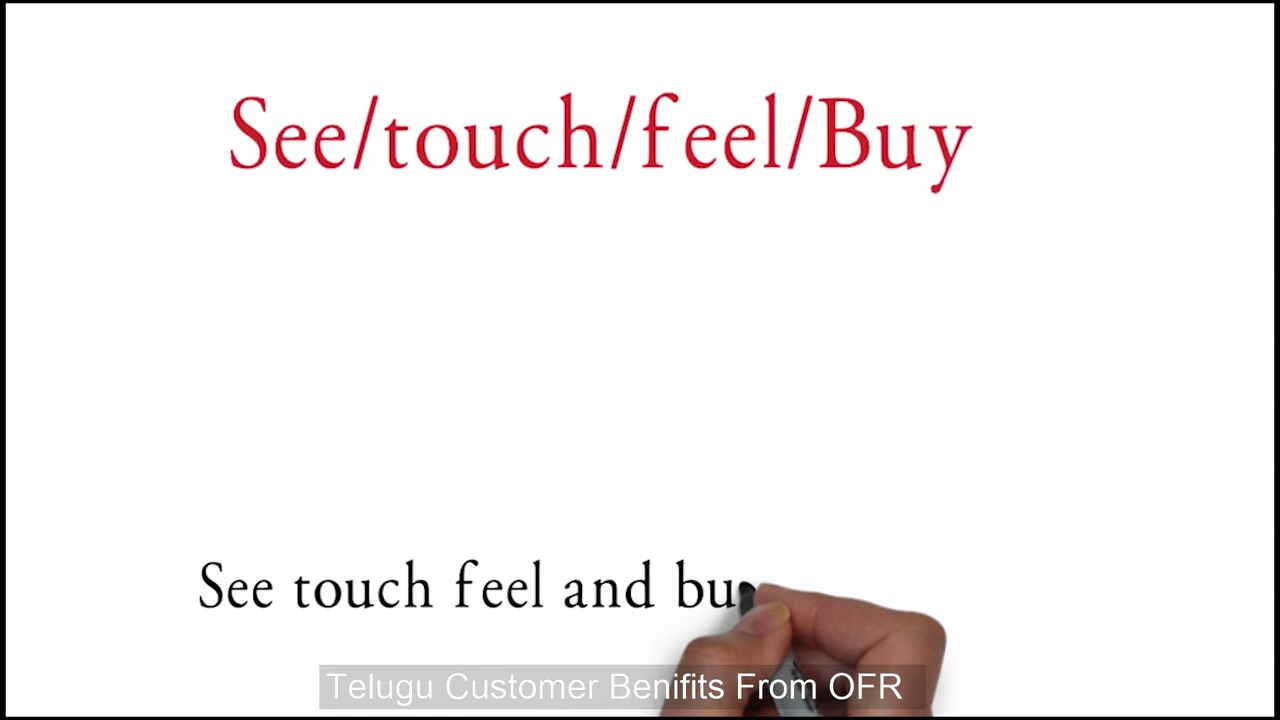 See/touch/feel/Buy
See touch feel and bu
Telugu Customer Benifits From OFR